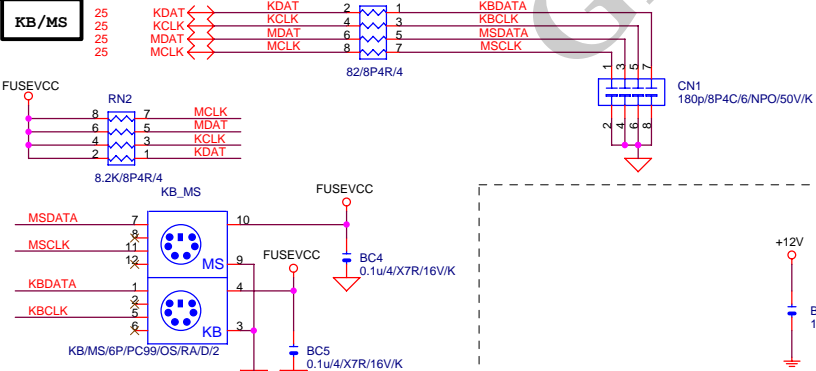 KB/MS
25 KDAT KDAT 2 1 KBDATA
25 KCLK KCLK 4 3 KBCLK
25 MDAT MDAT 6 5 MSDATA
25 MCLK MCLK 8 7 MSCLK
82/8P4R/4
1 3 5 7
CN1
180p/8P4C/6/NPO/50V/K
2 4 6 8
FUSEVCC
RN2
8 7 MCLK
6 5 MDAT
4 3 KCLK
2 1 KDAT
8.2K/8P4R/4
KB_MS
FUSEVCC
MSDATA 7 10
8
MSCLK 11
12 MS 9
BC4
0.1u/4/X7R/16V/K
FUSEVCC
KBDATA 1 4
2
KBCLK 5
6 KB 3
KB/MS/6P/PC99/OS/RA/D/2
BC5
0.1u/4/X7R/16V/K
+12V
B
1